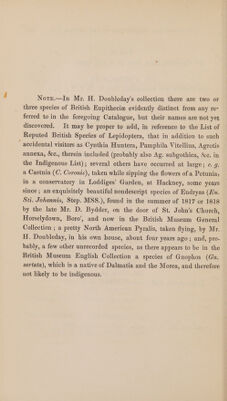 NOTE.—In Mr. H. Doubleday's collection there are two or
three species of British Eupitheciæ evidently distinct from any re-
ferred to in the foregoing Catalogue, but their names are not yet
discovered. It may be proper to add, in reference to the List of
Reputed British Species of Lepidoptera, that in addition to such
accidental visiters as Cynthia Huntera, Pamphila Vitellius, Agrotis
annexa, &c., therein included (probably also Ag. subgothica, &c. in
the Indigenous List); several others have occurred at large; e. g.
a Castnia (C. Coronis), taken while sipping the flowers of a Petunia;
in a conservatory in Loddiges' Garden, at Hackney, some years
since; an exquisitely beautiful nondescript species of Eudryas (Eu.
Sti. Johannis, Step. MSS.), found in the summer of 1817 or 1818
by the late Mr. D. Bydder, on the door of St. John's Church,
Horselydown, Boro', and now in the British Museum General
Collection; a pretty North American Pyralis, taken flying, by Mr.
H. Doubleday, in his own house, about four years ago; and, pro-
bably, a few other unrecorded species, as there appears to be in the
British Museum English Collection a species of Gnophos (Gn.
sartata), which is a native of Dalmatia and the Morea, and therefore
not likely to be indigenous.